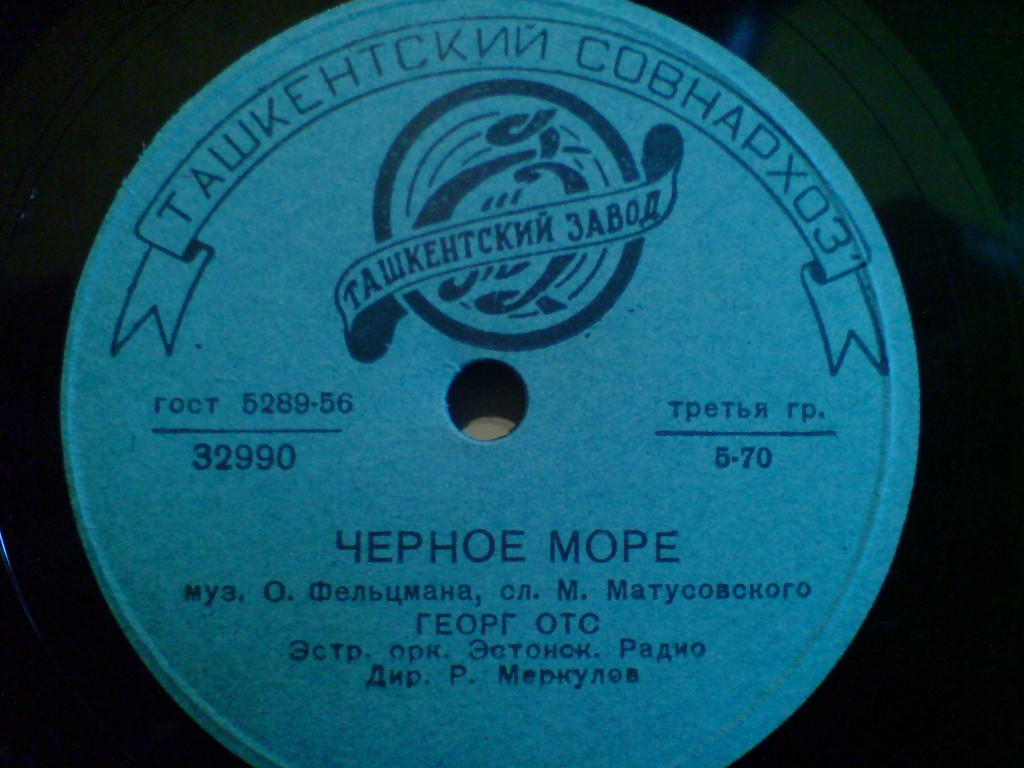 ТАШКЕНТСКИЙ СОВНАРХОЗ
ТАШКЕНТСКИЙ ЗАВОД
гост 5289-56
32990
третья гр.
5-70
ЧЕРНОЕ МОРЕ
муз. О. Фельцмана, сл. М. Матусовского
ГЕОРГ ОТС
Эстр. орк. Эстонск. Радио
Дир. Р. Меркулов